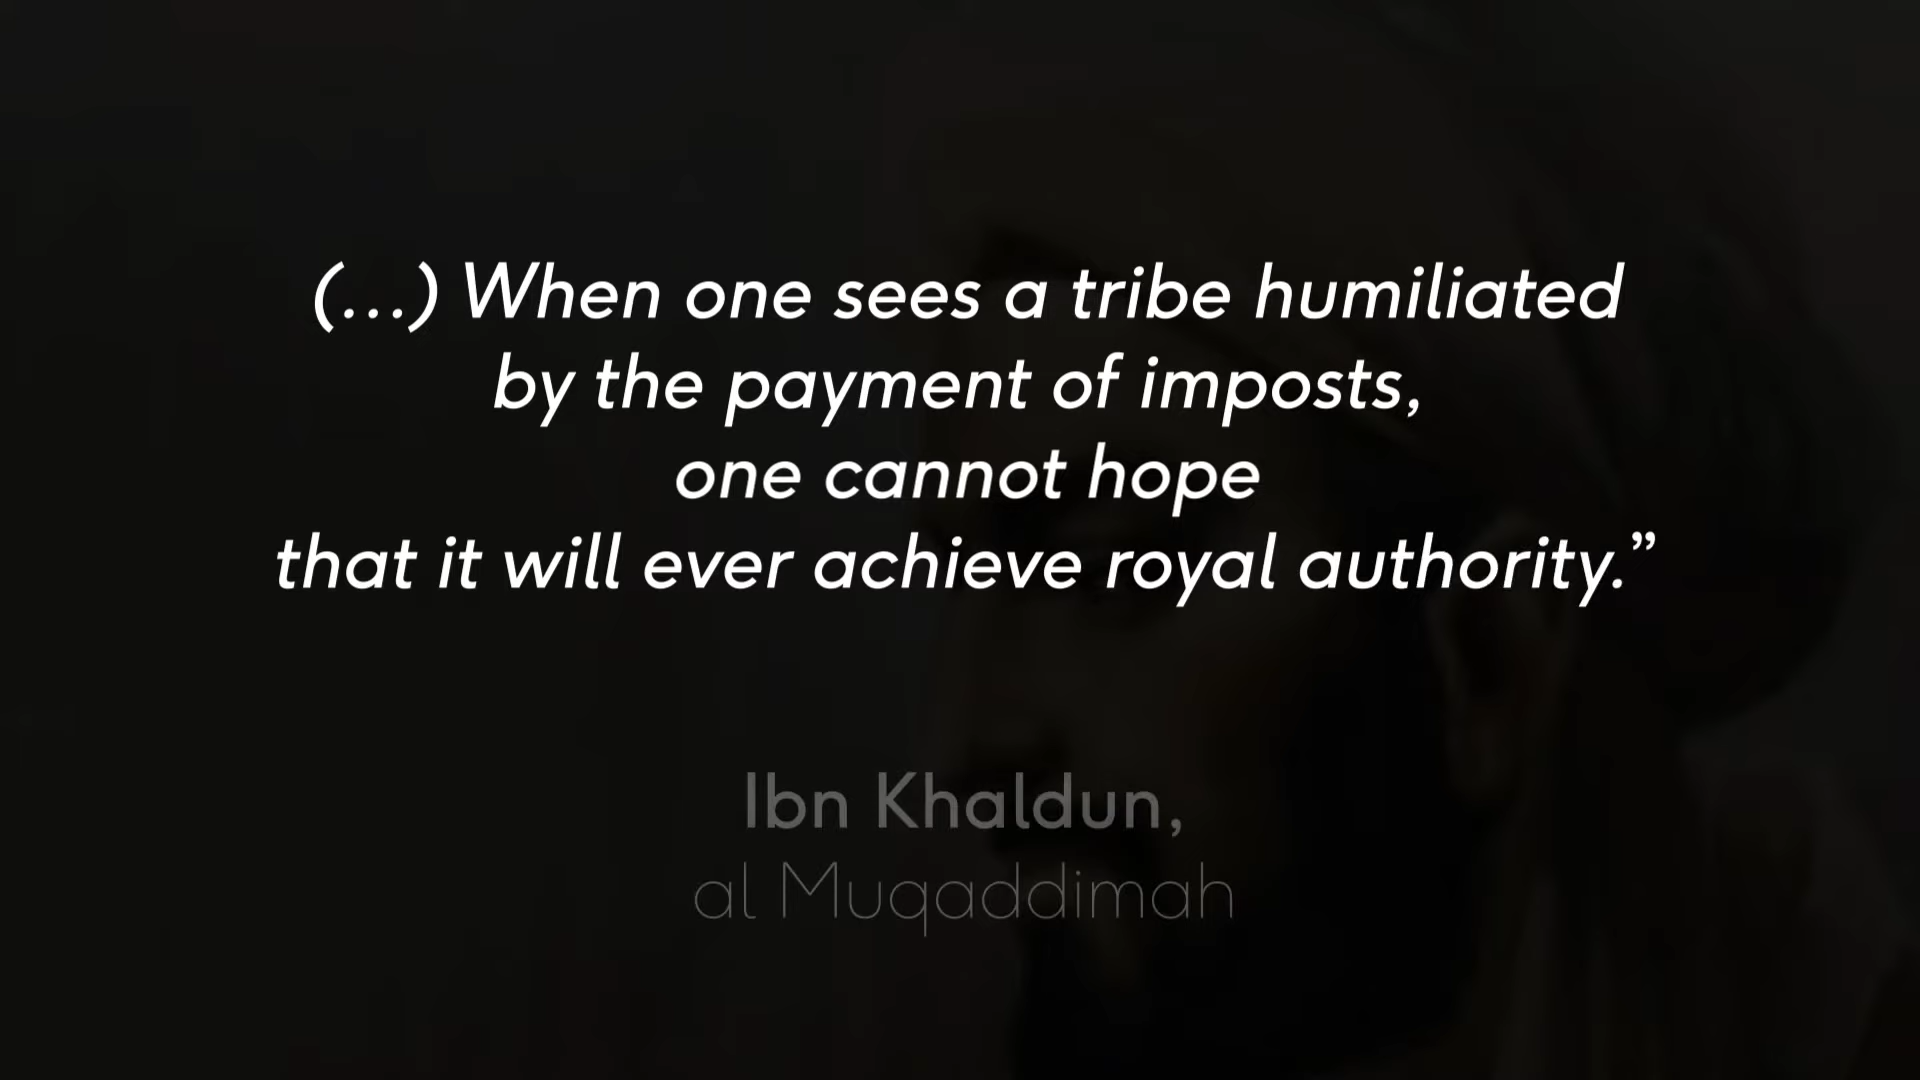 (...) When one sees a tribe humiliated
by the payment of imposts,
one cannot hope
that it will ever achieve royal authority.”
Ibn Khaldun,
al Muqaddimah